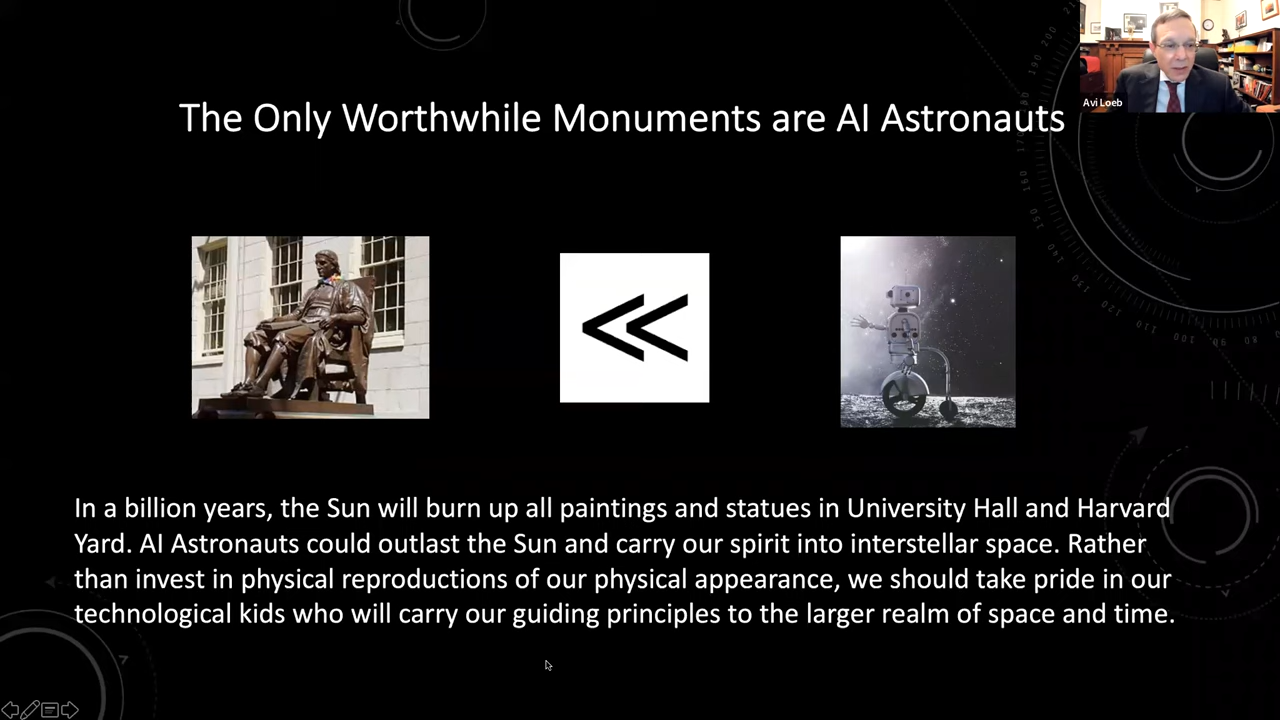 The Only Worthwhile Monuments are AI Astronauts
Avi Loeb
In a billion years, the Sun will burn up all paintings and statues in University Hall and Harvard
Yard. AI Astronauts could outlast the Sun and carry our spirit into interstellar space. Rather
than invest in physical reproductions of our physical appearance, we should take pride in our
technological kids who will carry our guiding principles to the larger realm of space and time.